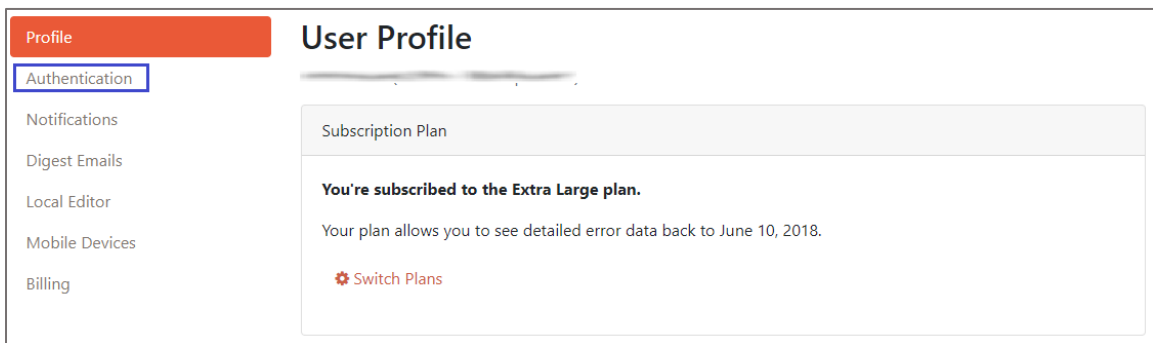 Profile
Authentication
Notifications
Digest Emails
Local Editor
Mobile Devices
Billing
User Profile
Subscription Plan
You're subscribed to the Extra Large plan.
Your plan allows you to see detailed error data back to June 10, 2018.
Switch Plans